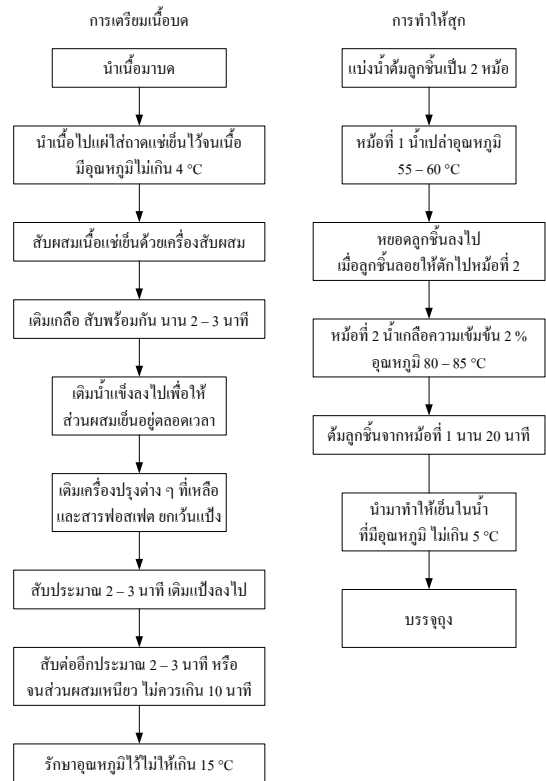 การเตรียมเนื้อบด
นำเนื้อมาบด
นำเนื้อไปแผ่ใส่ถาดแช่เย็นไว้จนเนื้อ
มีอุณหภูมิไม่เกิน 4 °C
สับผสมเนื้อแช่เย็นด้วยเครื่องสับผสม
เติมเกลือ สับพร้อมกัน นาน 2 – 3 นาที
เติมน้ำแข็งลงไปเพื่อให้
ส่วนผสมเย็นอยู่ตลอดเวลา
เติมเครื่องปรุงต่าง ๆ ที่เหลือ
และสารฟอสเฟต ยกเว้นแป้ง
สับประมาณ 2 – 3 นาที เติมแป้งลงไป
สับต่ออีกประมาณ 2 – 3 นาที หรือ
จนส่วนผสมเหนียว ไม่ควรเกิน 10 นาที
รักษาอุณหภูมิไว้ไม่ให้เกิน 15 °C
การทำให้สุก
แบ่งน้ำต้มลูกชิ้นเป็น 2 หม้อ
หม้อที่ 1 น้ำเปล่าอุณหภูมิ
55 – 60 °C
หยอดลูกชิ้นลงไป
เมื่อลูกชิ้นลอยให้ตักไปหม้อที่ 2
หม้อที่ 2 น้ำเกลือความเข้มข้น 2 %
อุณหภูมิ 80 – 85 °C
ต้มลูกชิ้นจากหม้อที่ 1 นาน 20 นาที
นำมาทำให้เย็นในน้ำ
ที่มีอุณหภูมิ ไม่เกิน 5 °C
บรรจุถุง